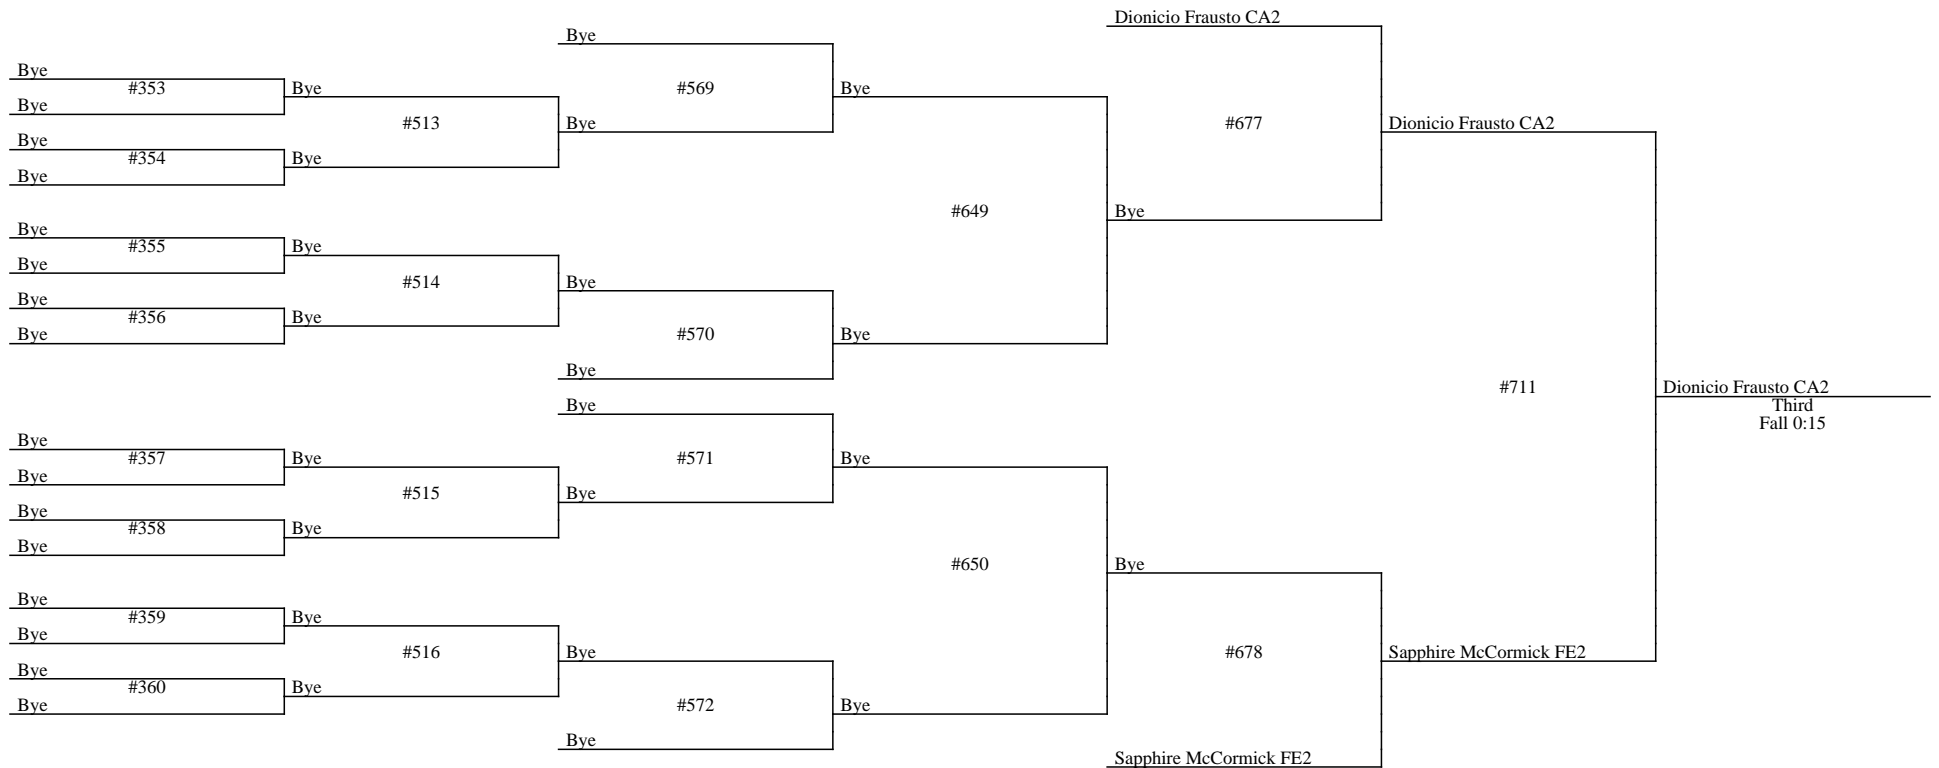 Dionicio Frausto CA2
Bye
Bye
#353 Bye #569 Bye
Bye
#513 #677 Dionicio Frausto CA2
Bye
Bye
#354 Bye
Bye
#649 Bye
Bye
#355 Bye
Bye
#514 Bye
Bye
#356 Bye
Bye
#570 Bye
Bye
#711 Dionicio Frausto CA2
Bye Third
Fall 0:15
Bye
#357 Bye #571 Bye
Bye
#515 Bye
Bye
#358 Bye
Bye
#650 Bye
Bye
#359 Bye
Bye
#516 Bye #678 Sapphire McCormick FE2
Bye
#360 Bye
Bye #572 Bye
Bye
Sapphire McCormick FE2